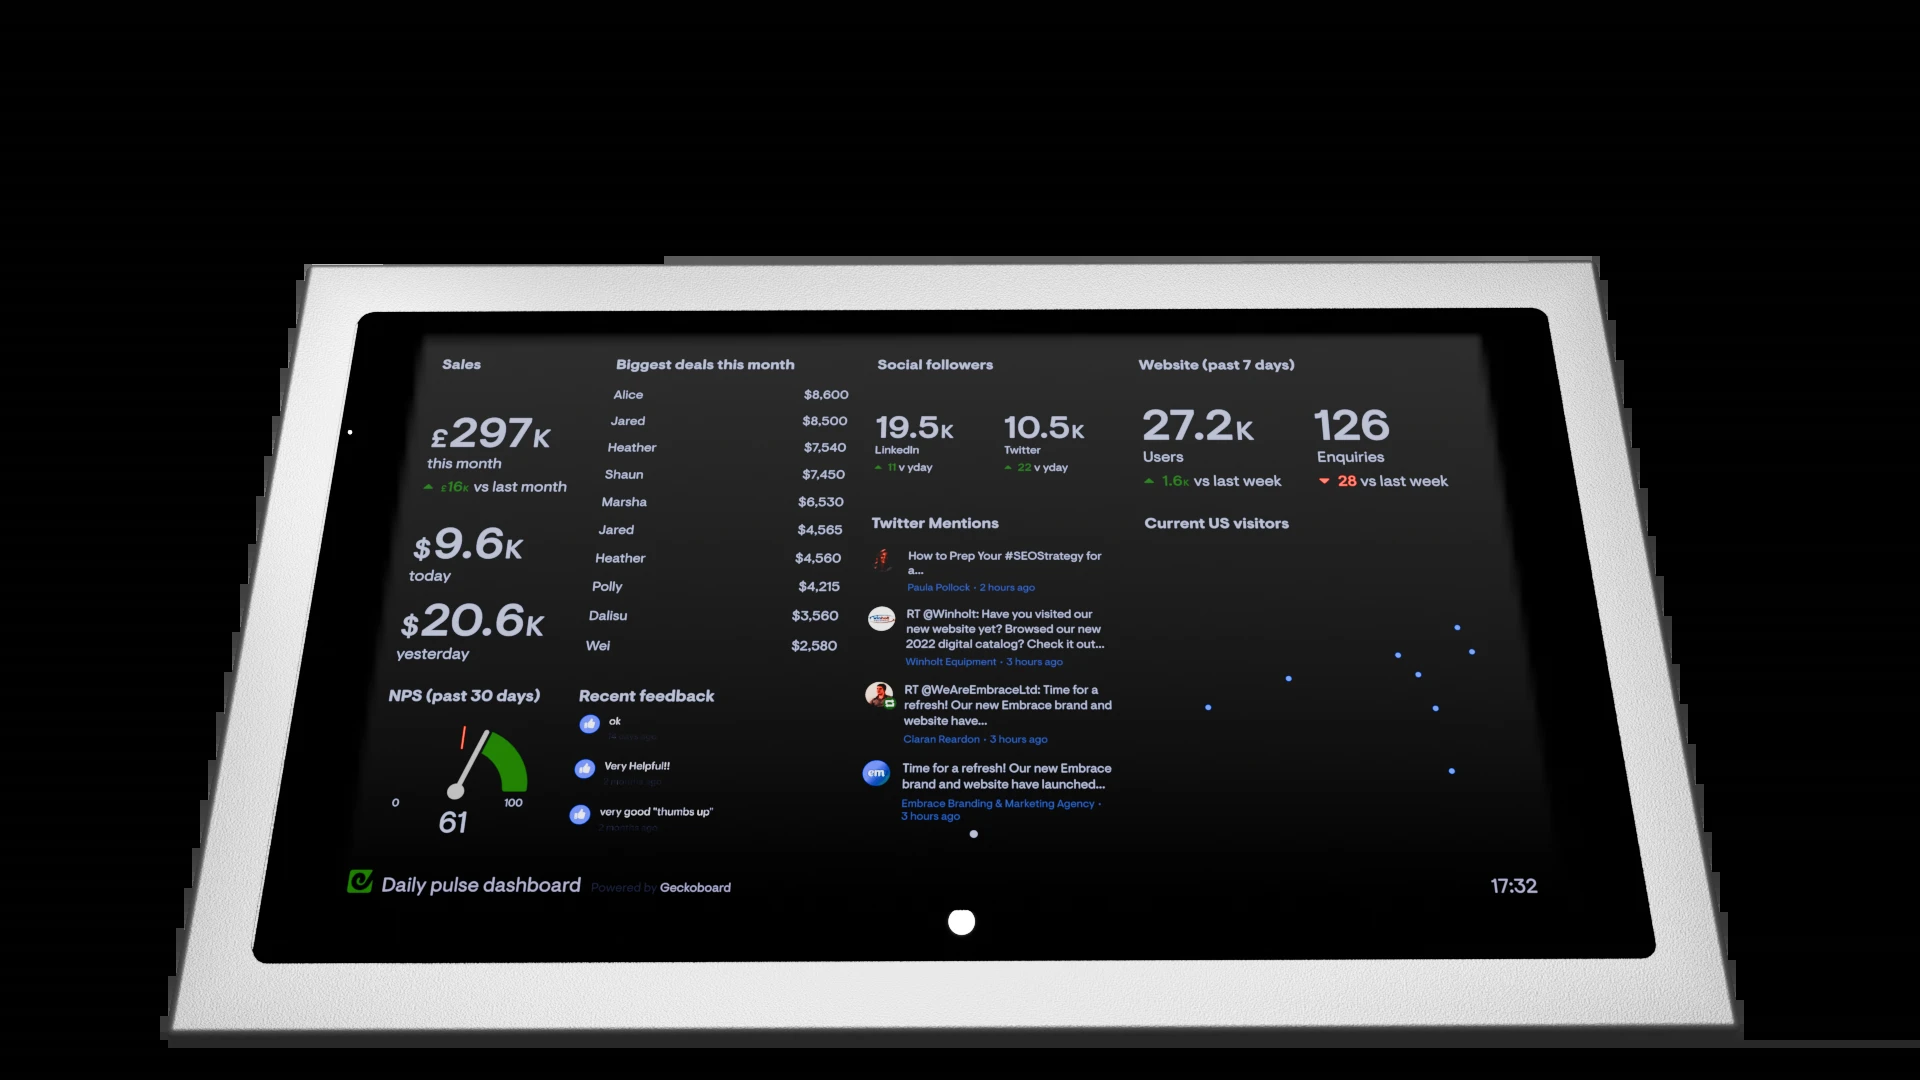 Sales
£297K
this month
£16K vs last month
$9.6K
today
$20.6K
yesterday
NPS (past 30 days)
0
100
61
Biggest deals this month
Alice $8,600
Jared $8,500
Heather $7,540
Shaun $7,450
Marsha $6,530
Jared $4,565
Heather $4,560
Polly $4,215
Dalisu $3,560
Wei $2,580
Recent feedback
ok
Very Helpful!!
very good "thumbs up"
2 months ago
Social followers
19.5K
LinkedIn
11 v yday
10.5K
Twitter
22 v yday
Twitter Mentions
How to Prep Your #SEOStrategy for
a...
Paula Pollock · 2 hours ago
RT @Winholt: Have you visited our
new website yet? Browsed our new
2022 digital catalog? Check it out...
Winholt Equipment · 3 hours ago
RT @WeAreEmbraceLtd: Time for a
refresh! Our new Embrace brand and
website have...
Ciaran Reardon · 3 hours ago
em
Time for a refresh! Our new Embrace
brand and website have launched...
Embrace Branding & Marketing Agency ·
3 hours ago
Website (past 7 days)
27.2K
Users
1.6K vs last week
126
Enquiries
28 vs last week
Current US visitors
Daily pulse dashboard Powered by Geckoboard
17:32